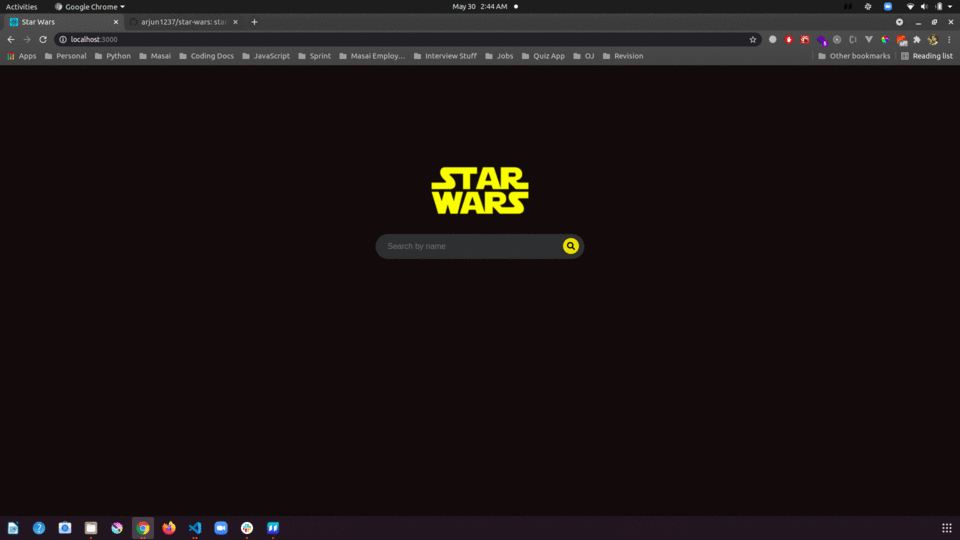 Activities Google Chrome May 30 2:44 AM
Star Wars arjun1237/star-wars: star
localhost:3000
Apps Personal Python Masai Coding Docs JavaScript Sprint Masai Employ... Interview Stuff Jobs Quiz App OJ Revision Other bookmarks Reading list
STAR
WARS
Search by name